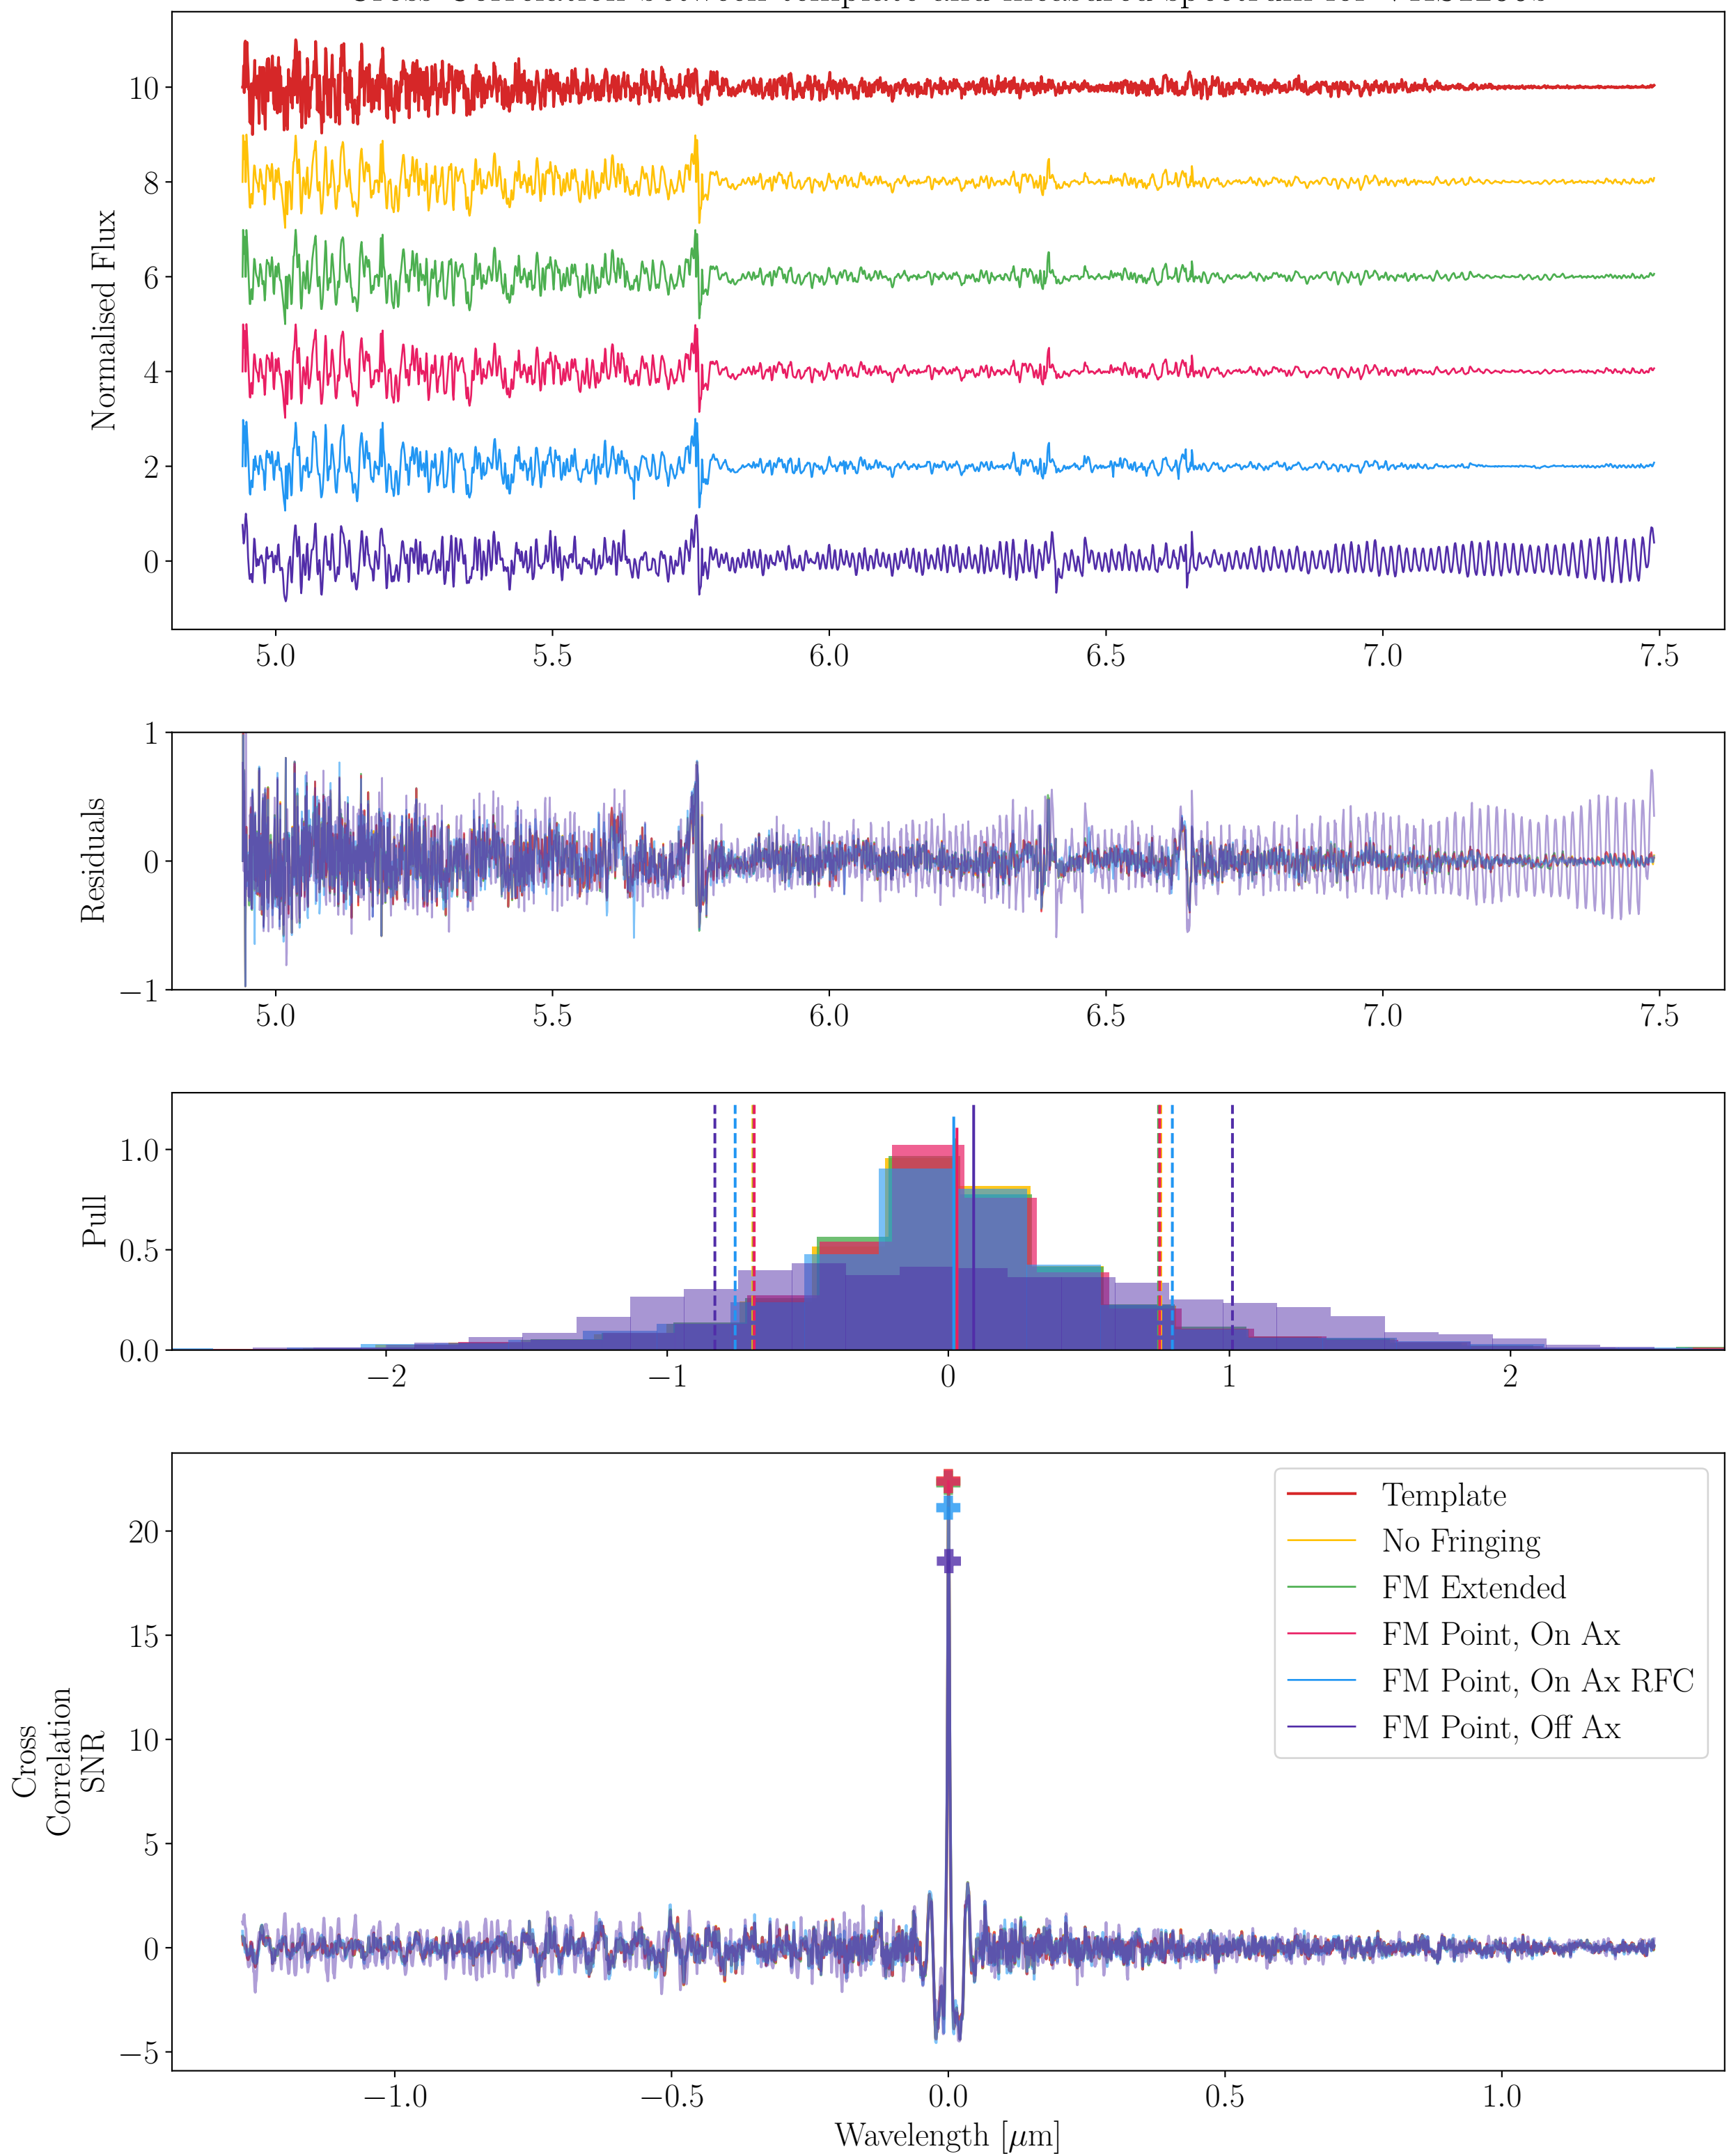 10
8
6
4
2
0
Normalised Flux
5.0 5.5 6.0 6.5 7.0 7.5
1
0
−1
Residuals
5.0 5.5 6.0 6.5 7.0 7.5
1.0
0.5
0.0
Pull
−2 −1 0 1 2
20
15
10
5
0
−5
Cross
Correlation
SNR
Template
No Fringing
FM Extended
FM Point, On Ax
FM Point, On Ax RFC
FM Point, Off Ax
−1.0 −0.5 0.0 0.5 1.0
Wavelength [μm]